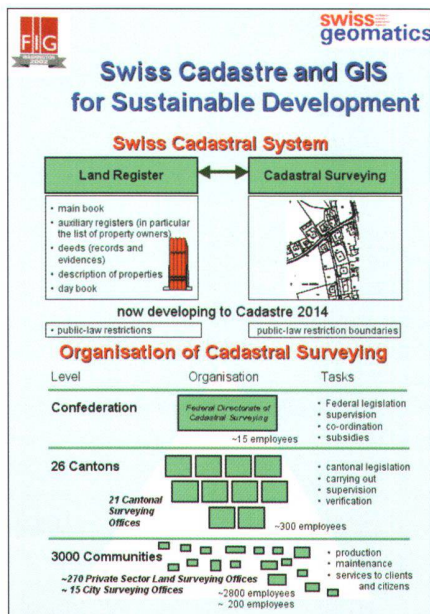 FIG
WASHINGTON
2002
swiss
geomatics
Swiss Cadastre and GIS
for Sustainable Development
Swiss Cadastral System
Land Register
Cadastral Surveying
• main book
• auxiliary registers (in particular
the list of property owners)
• deeds (records and
evidences)
• description of properties
• day book
now developing to Cadastre 2014
• public-law restrictions
public-law restriction boundaries
Organisation of Cadastral Surveying
Level Organisation Tasks
Confederation
Federal Directorate of
Cadastral Surveying
~15 employees
• Federal legislation
• supervision
• co-ordination
• subsidies
26 Cantons
21 Cantonal
Surveying
Offices
~300 employees
• cantonal legislation
• carrying out
• supervision
• verification
3000 Communities
~270 Private Sector Land Surveying Offices
~ 15 City Surveying Offices
~2800 employees
~ 200 employees
• production
• maintenance
• services to clients
and citizens